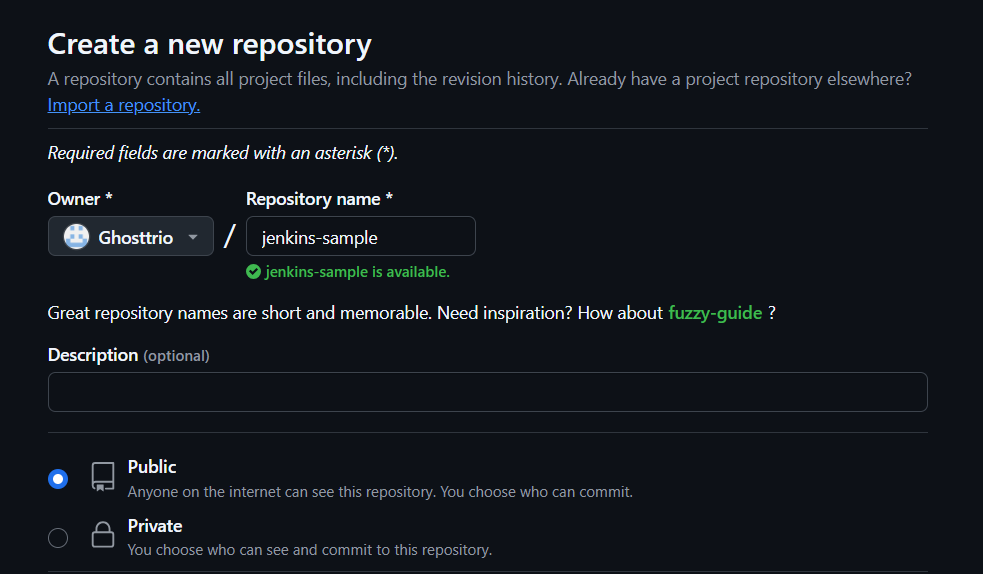 Create a new repository
A repository contains all project files, including the revision history. Already have a project repository elsewhere?
Import a repository.
Required fields are marked with an asterisk (*).
Owner * Repository name *
Ghosttrio / jenkins-sample
jenkins-sample is available.
Great repository names are short and memorable. Need inspiration? How about fuzzy-guide ?
Description (optional)
Public
Anyone on the internet can see this repository. You choose who can commit.
Private
You choose who can see and commit to this repository.